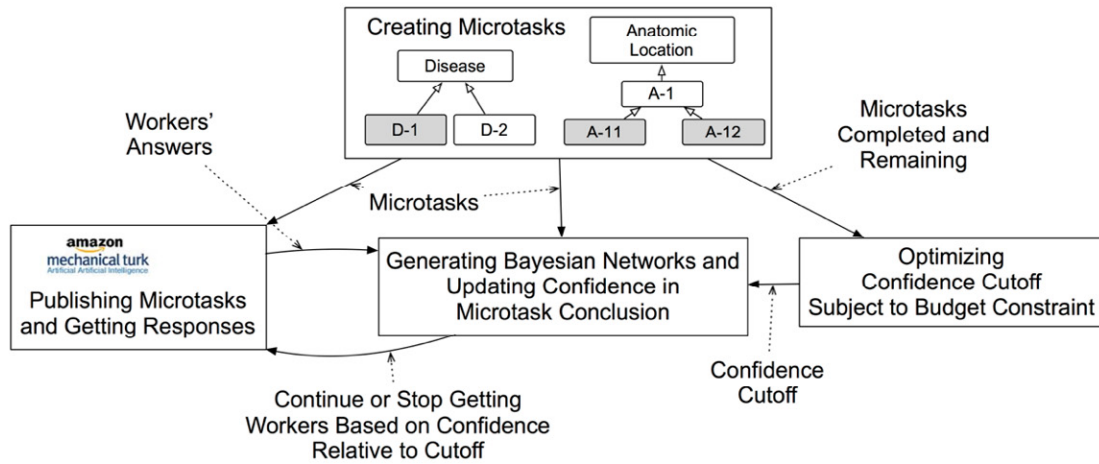 Creating Microtasks
Disease
D-1
D-2
Anatomic
Location
A-1
A-11
A-12
Workers’
Answers
Microtasks
Microtasks
Completed and
Remaining
amazon
mechanical turk
Artificial Artificial Intelligence
Publishing Microtasks
and Getting Responses
Generating Bayesian Networks and
Updating Confidence in
Microtask Conclusion
Optimizing
Confidence Cutoff
Subject to Budget Constraint
Continue or Stop Getting
Workers Based on Confidence
Relative to Cutoff
Confidence
Cutoff